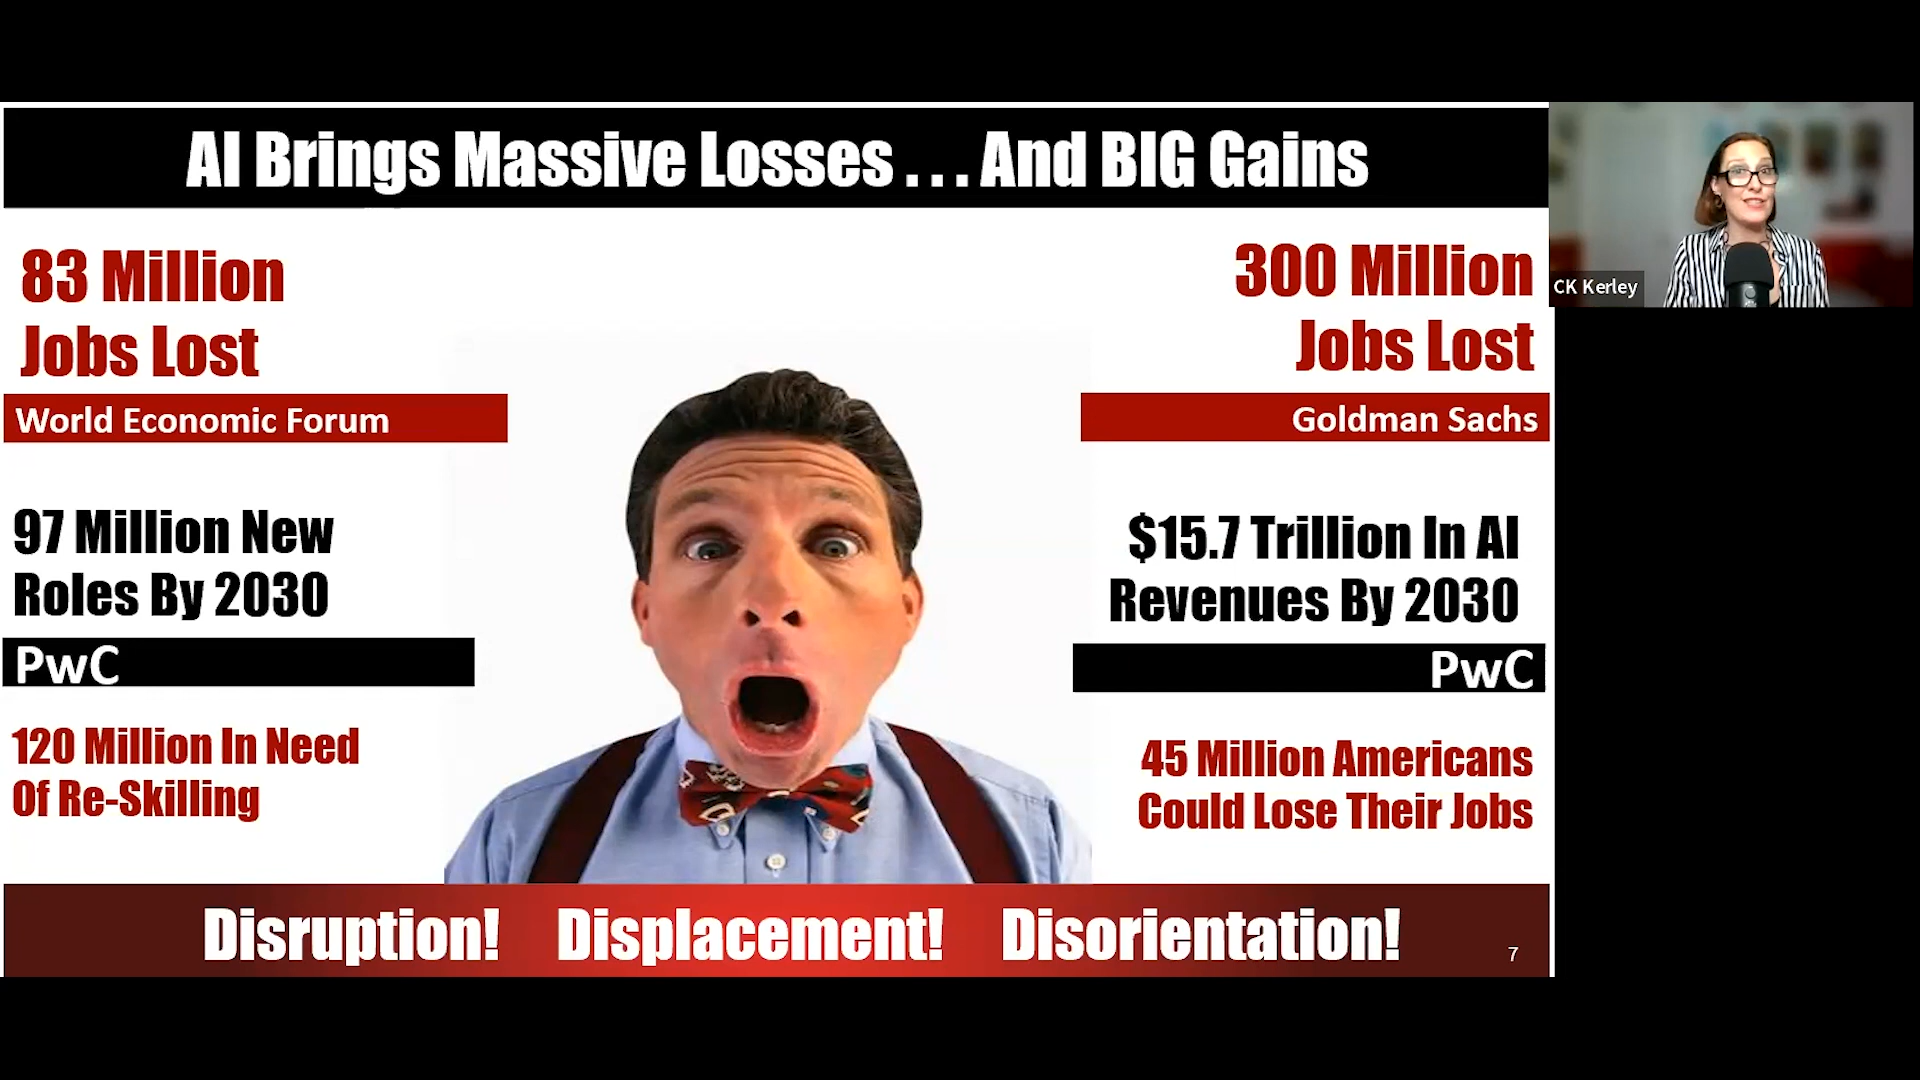 AI Brings Massive Losses . . . And BIG Gains
83 Million
Jobs Lost
World Economic Forum
300 Million
Jobs Lost
Goldman Sachs
97 Million New
Roles By 2030
PwC
$15.7 Trillion In AI
Revenues By 2030
PwC
120 Million In Need
Of Re-Skilling
45 Million Americans
Could Lose Their Jobs
Disruption! Displacement! Disorientation!
7
CK Kerley